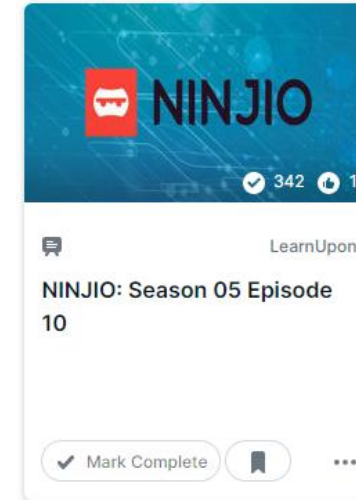 NINJIO
342
1
LearnUpon
NINJIO: Season 05 Episode
10
Mark Complete